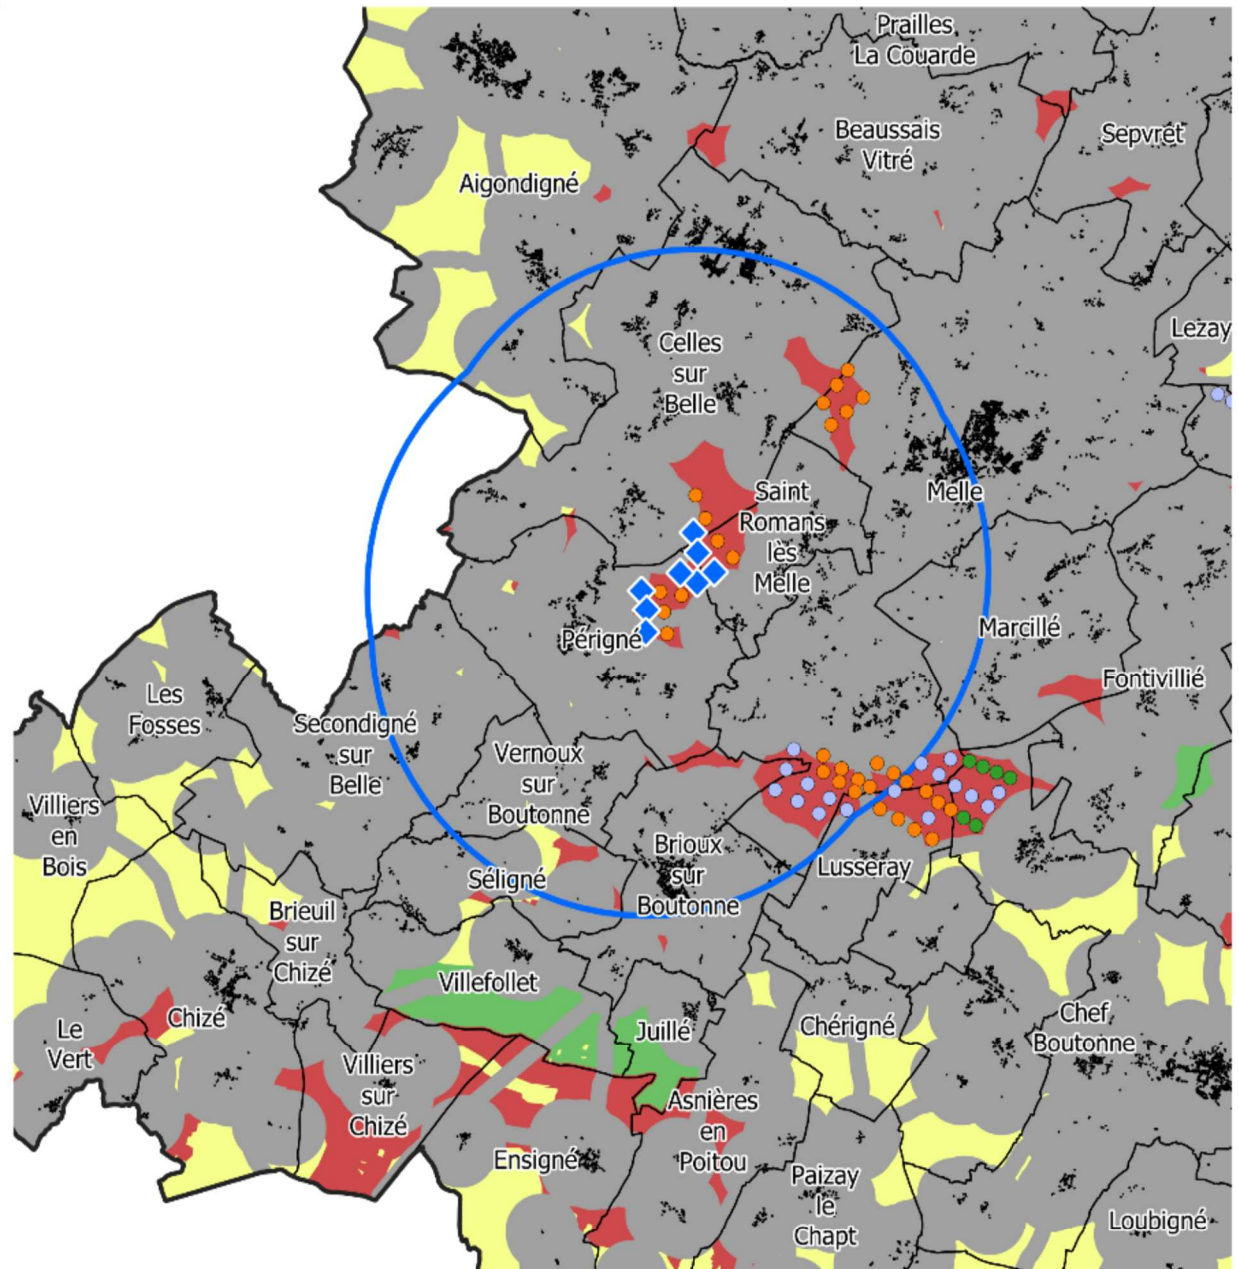 Prailles
La Couarde
Beaussais
Vitré
Sepvret
Aigondigné
Lezay
Celles
sur
Belle
Melle
Saint
Romans
lès
Melle
Périgné
Marcillé
Fontivillié
Les
Fosses
Secondigné
sur
Belle
Vernoux
sur
Boutonne
Villiers
en
Bois
Brioux
sur
Boutonne
Lusseray
Séligné
Brieuil
sur
Chizé
Villefollet
Chizé
Le
Vert
Juillé
Chérigné
Chef
Boutonne
Villiers
sur
Chizé
Asnières
en
Poitou
Ensigné
Paizay
le
Chapt
Loubigné